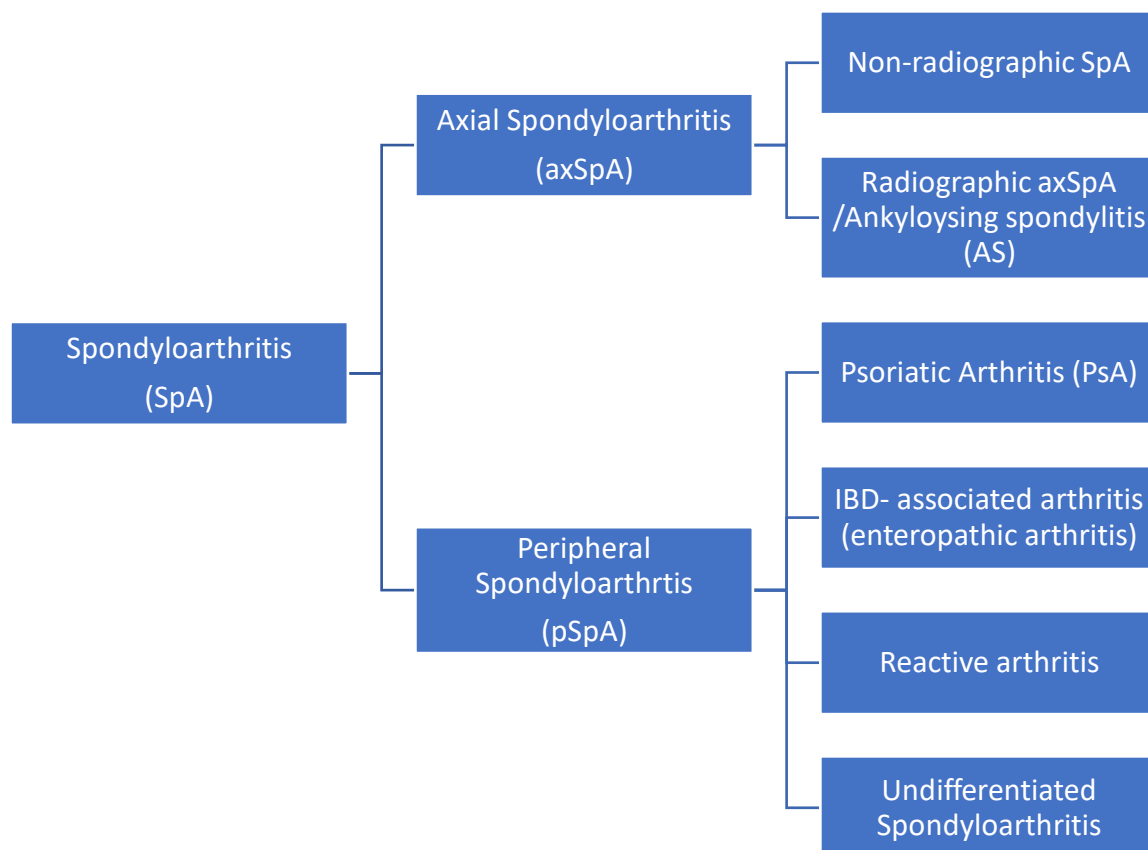 Spondyloarthritis
(SpA)
Axial Spondyloarthritis
(axSpA)
Non-radiographic SpA
Radiographic axSpA
/Ankyloysing spondylitis
(AS)
Peripheral
Spondyloarthrtis
(pSpA)
Psoriatic Arthritis (PsA)
IBD- associated arthritis
(enteropathic arthritis)
Reactive arthritis
Undifferentiated
Spondyloarthritis